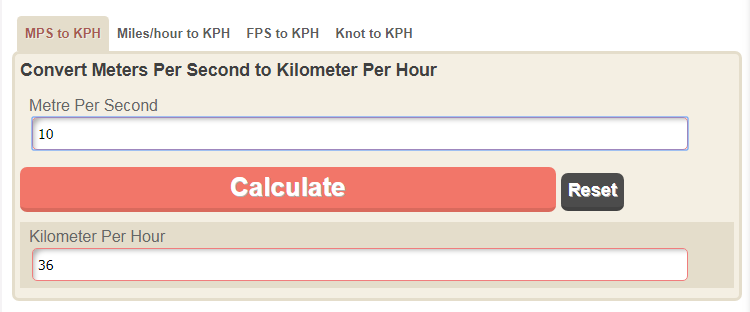 MPS to KPH Miles/hour to KPH FPS to KPH Knot to KPH
Convert Meters Per Second to Kilometer Per Hour
Metre Per Second
10
Calculate Reset
Kilometer Per Hour
36